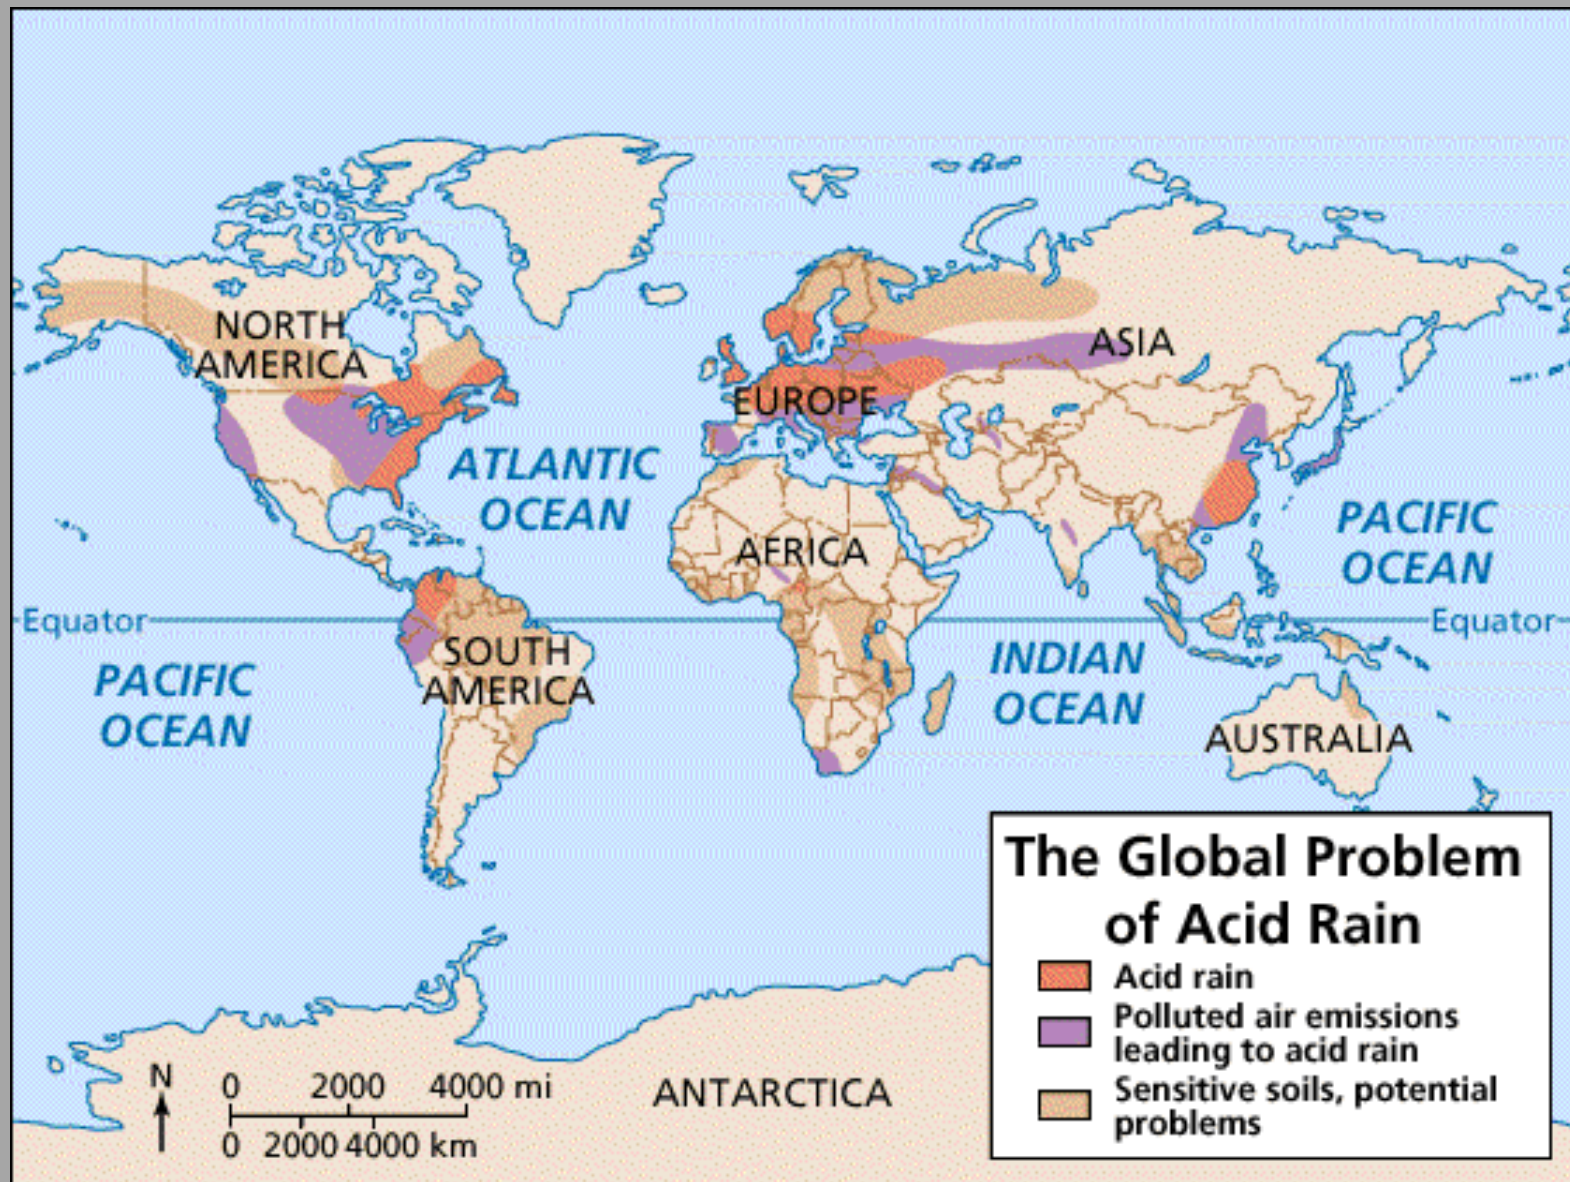 NORTH
AMERICA
ASIA
EUROPE
ATLANTIC
OCEAN
PACIFIC
OCEAN
AFRICA
Equator
Equator
SOUTH
AMERICA
PACIFIC
OCEAN
INDIAN
OCEAN
AUSTRALIA
The Global Problem
of Acid Rain
Acid rain
Polluted air emissions
leading to acid rain
Sensitive soils, potential
problems
N
0 2000 4000 mi
0 2000 4000 km
ANTARCTICA